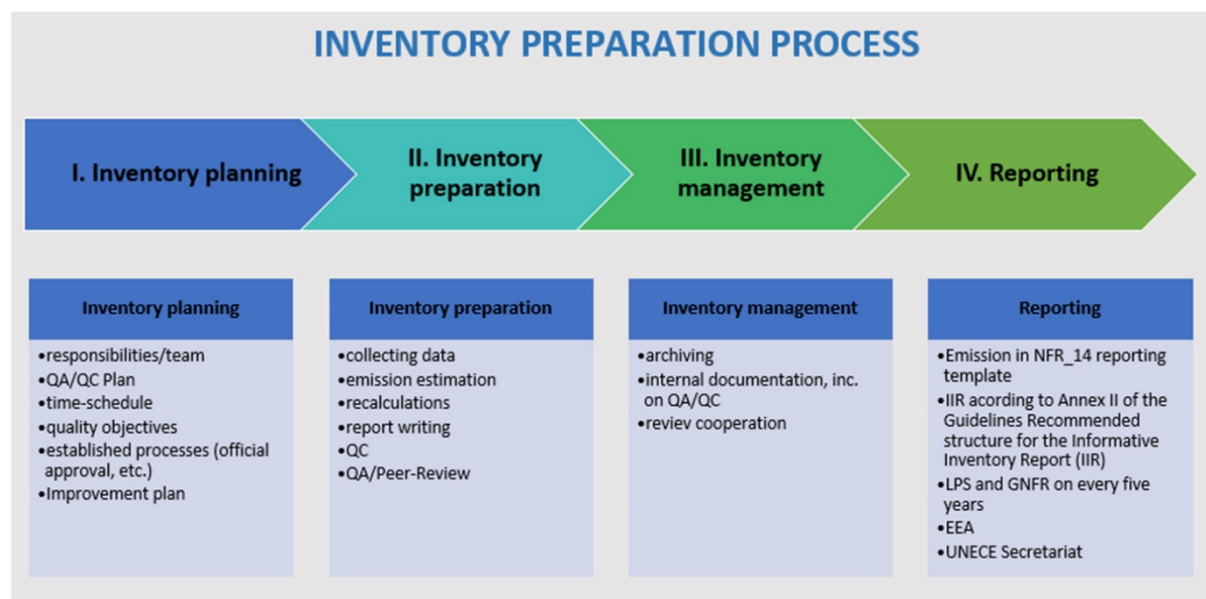 INVENTORY PREPARATION PROCESS
I. Inventory planning
II. Inventory
preparation
III. Inventory
management
IV. Reporting
Inventory planning
•responsibilities/team
•QA/QC Plan
•time-schedule
•quality objectives
•established processes (official
approval, etc.)
•Improvement plan
Inventory preparation
•collecting data
•emission estimation
•recalculations
•report writing
•QC
•QA/Peer-Review
Inventory management
•archiving
•internal documentation, inc.
on QA/QC
•reviev cooperation
Reporting
•Emission in NFR_14 reporting
template
•IIR acording to Annex II of the
Guidelines Recommended
structure for the Informative
Inventory Report (IIR)
•LPS and GNFR on every five
years
•EEA
•UNECE Secretariat